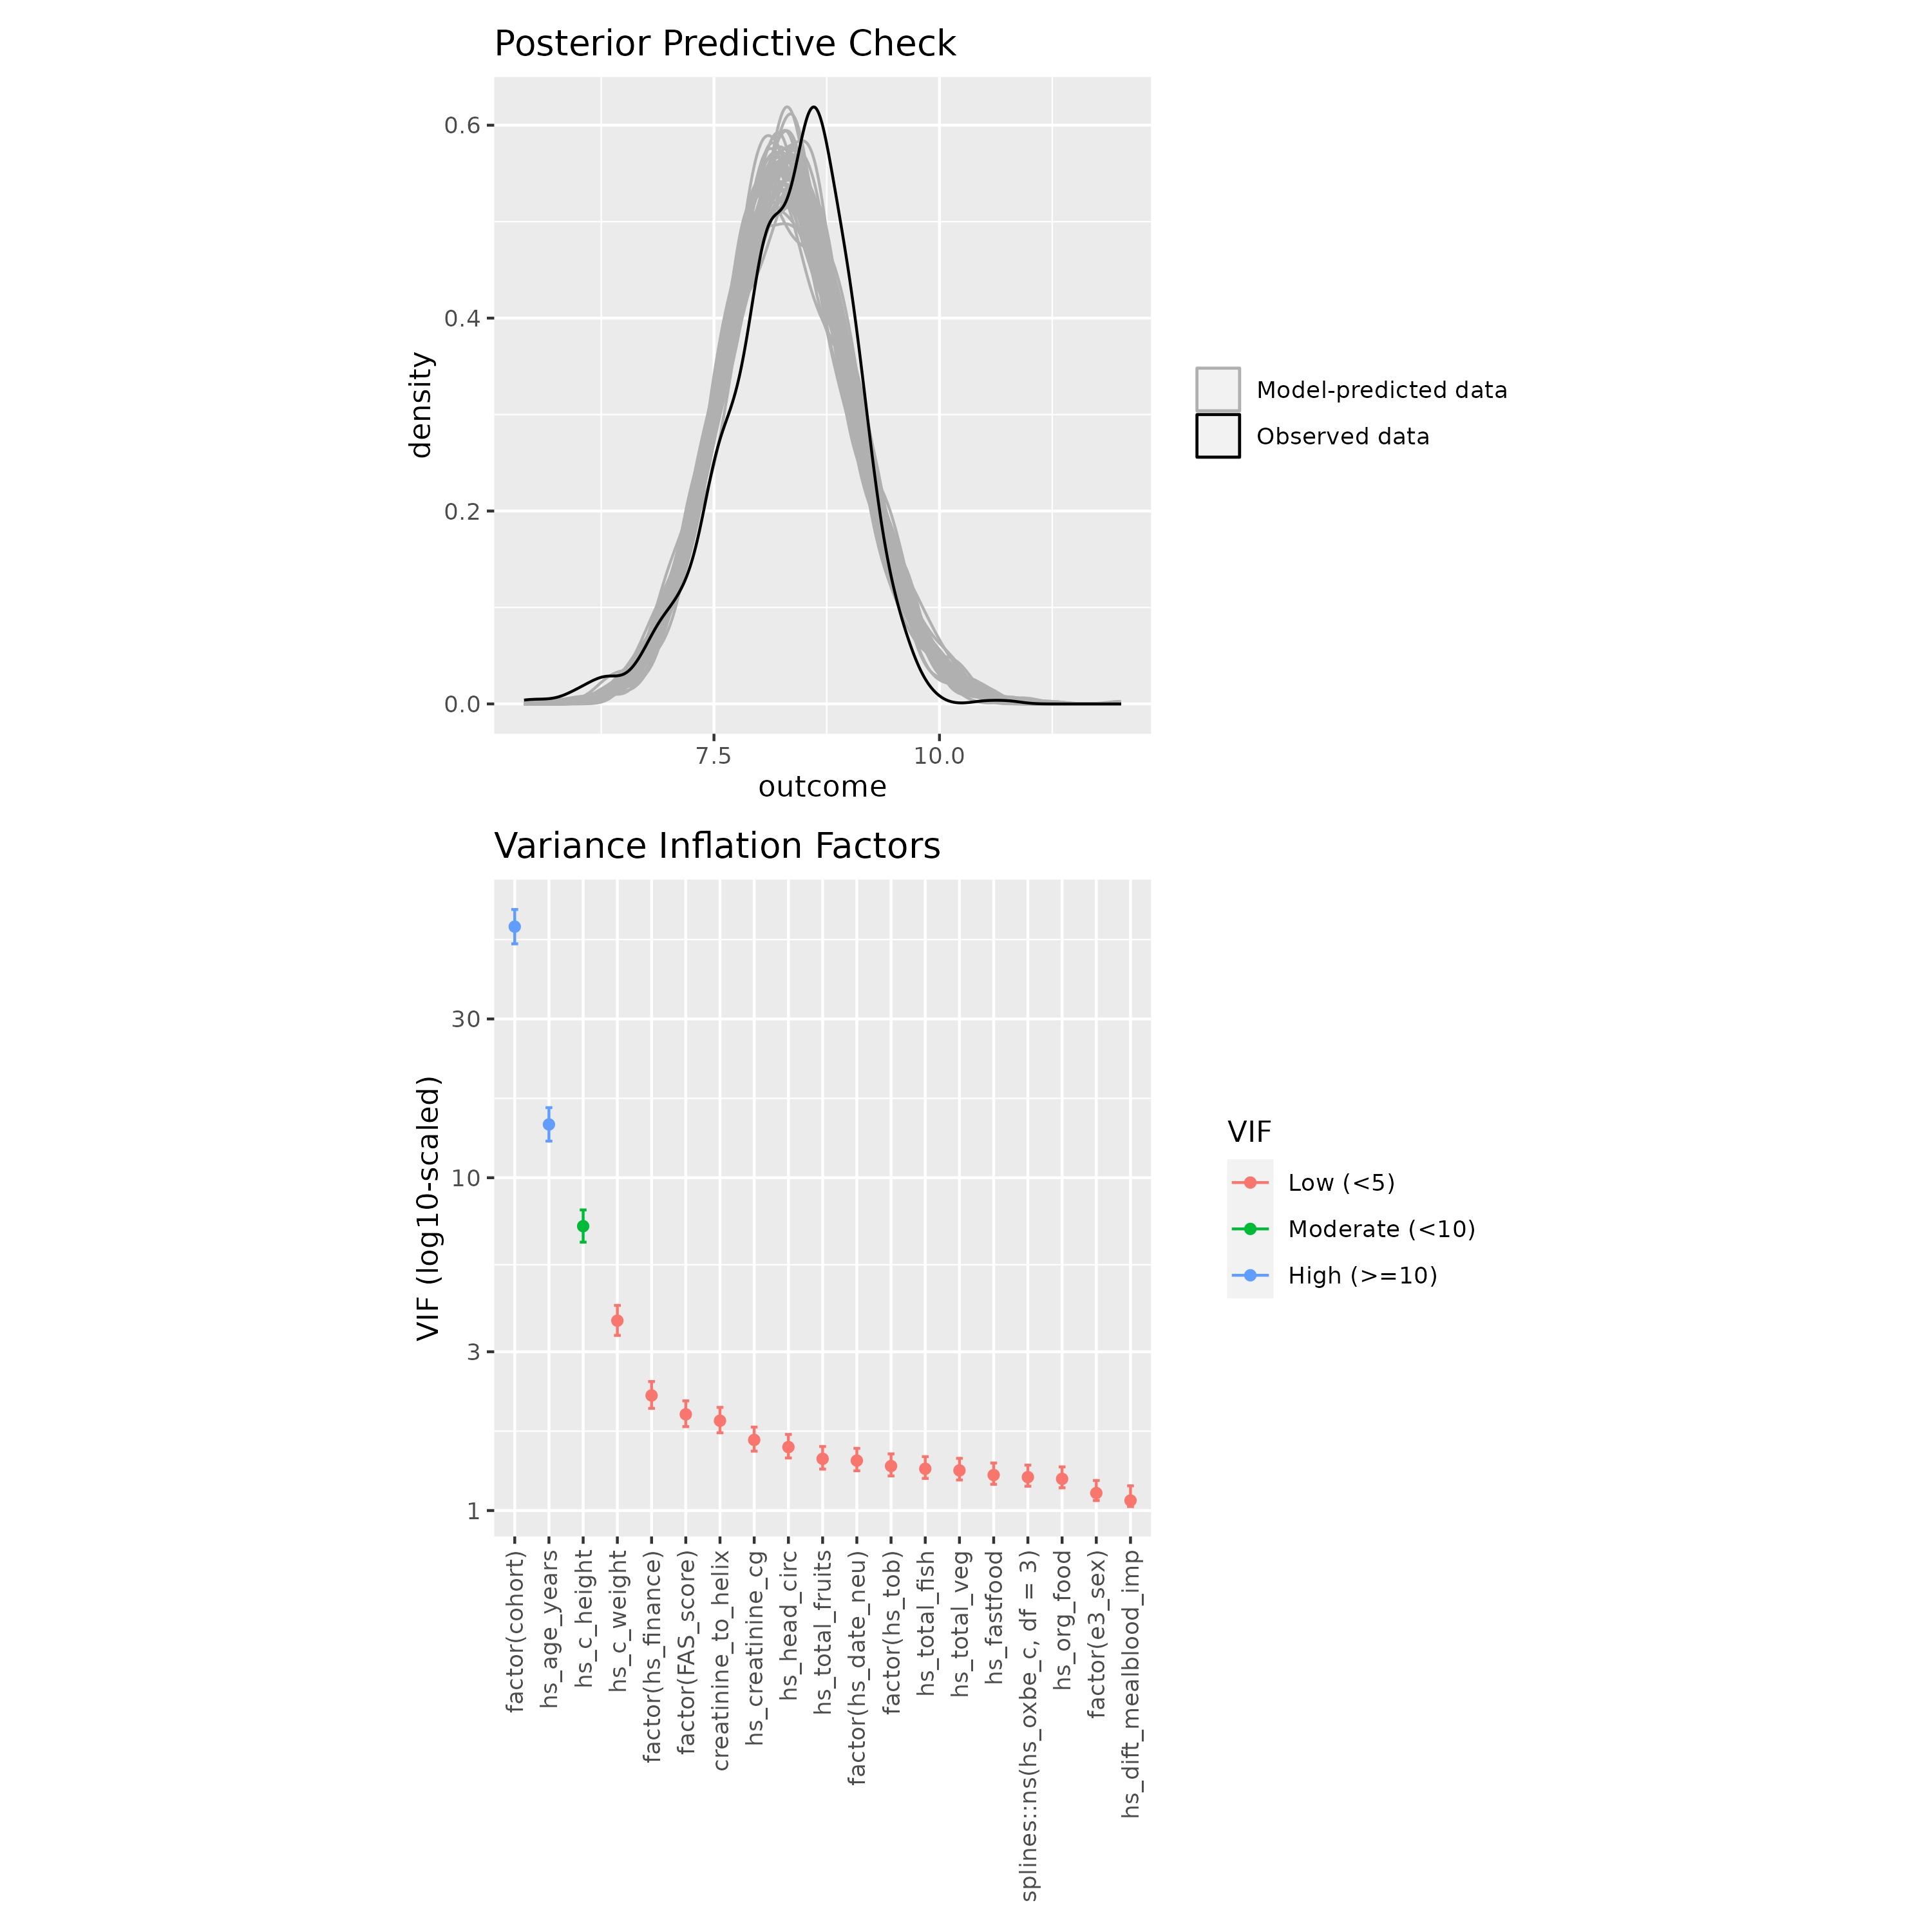 Posterior Predictive Check
density
0.6
0.4
0.2
0.0
7.5
10.0
outcome
Model-predicted data
Observed data
Variance Inflation Factors
VIF (log10-scaled)
30
10
3
1
factor(cohort)
hs_age_years
hs_c_height
hs_c_weight
factor(hs_finance)
factor(FAS_score)
creatinine_to_helix
hs_creatinine_cg
hs_head_circ
hs_total_fruits
factor(hs_date_neu)
factor(hs_tob)
hs_total_fish
hs_total_veg
hs_fastfood
splines::ns(hs_oxbe_c, df = 3)
hs_org_food
factor(e3_sex)
hs_dift_mealblood_imp
VIF
Low (<5)
Moderate (<10)
High (>=10)